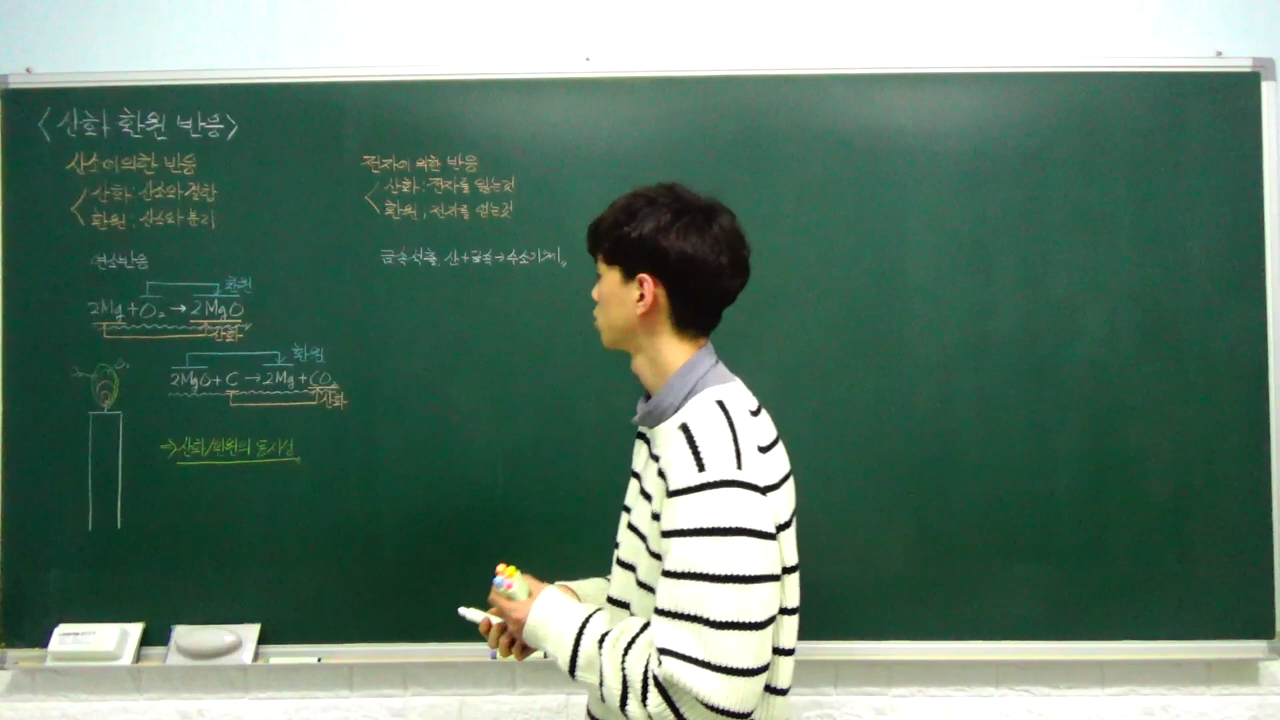 <산화 환원 반응>
산소에 의한 반응
산화 : 산소와 결합
환원 : 산소와 분리
연소반응
환원
2Mg + O₂ → 2MgO
산화
환원
2MgO + C → 2Mg + CO₂
산화
O₂
⇒ 산화/환원의 동시성
전자에 의한 반응
산화 : 전자를 잃는것
환원 : 전자를 얻는것
금속석출, 산+금속→수소기체